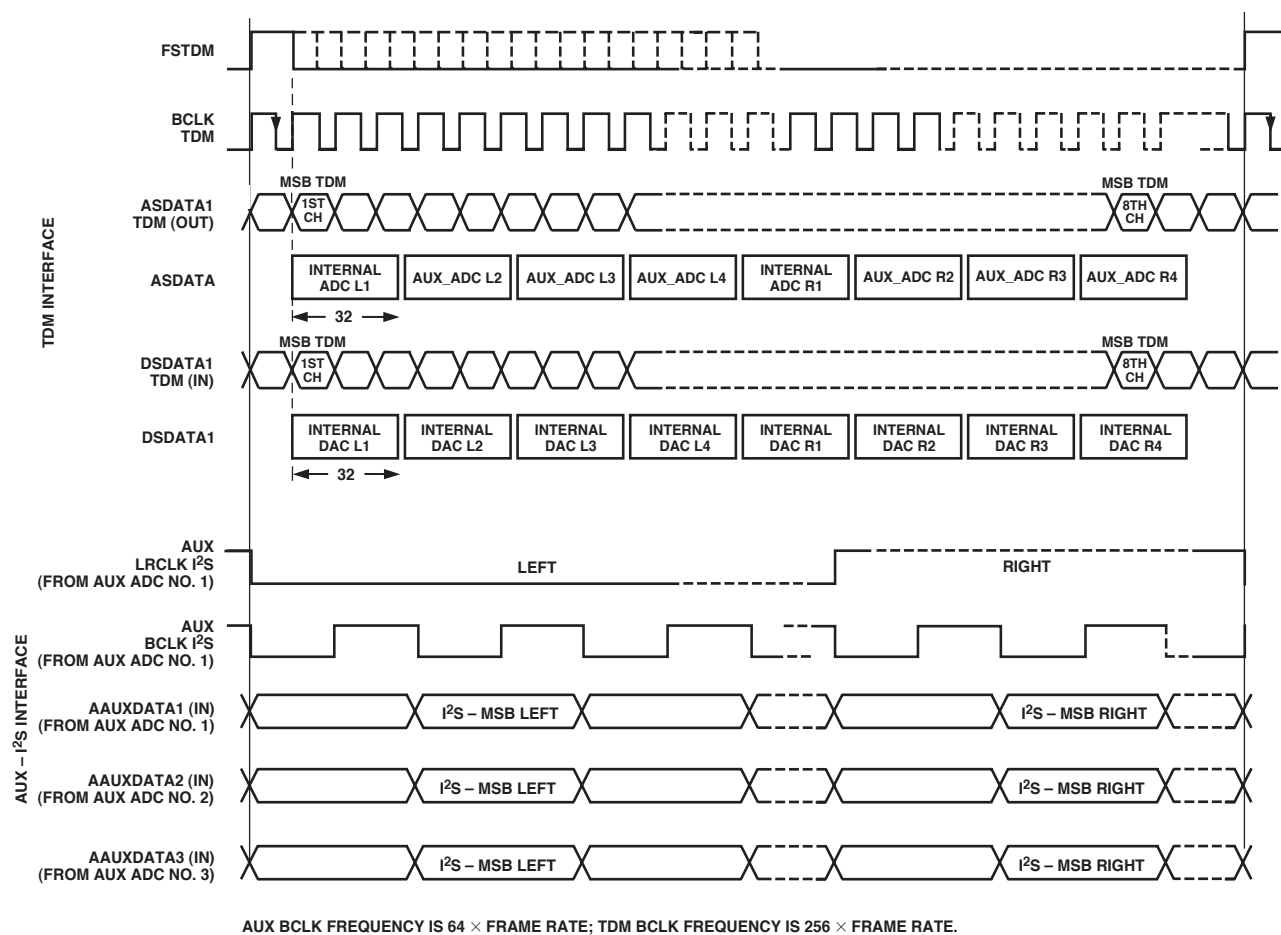 FSTDM
BCLK
TDM
TDM INTERFACE
MSB TDM
MSB TDM
ASDATA1
TDM (OUT)
1ST
CH
8TH
CH
ASDATA
INTERNAL
ADC L1
AUX_ADC L2
AUX_ADC L3
AUX_ADC L4
INTERNAL
ADC R1
AUX_ADC R2
AUX_ADC R3
AUX_ADC R4
32
MSB TDM
MSB TDM
DSDATA1
TDM (IN)
1ST
CH
8TH
CH
DSDATA1
INTERNAL
DAC L1
INTERNAL
DAC L2
INTERNAL
DAC L3
INTERNAL
DAC L4
INTERNAL
DAC R1
INTERNAL
DAC R2
INTERNAL
DAC R3
INTERNAL
DAC R4
32
AUX – I²S INTERFACE
AUX
LRCLK I²S
(FROM AUX ADC NO. 1)
LEFT
RIGHT
AUX
BCLK I²S
(FROM AUX ADC NO. 1)
AAUXDATA1 (IN)
(FROM AUX ADC NO. 1)
I²S – MSB LEFT
I²S – MSB RIGHT
AAUXDATA2 (IN)
(FROM AUX ADC NO. 2)
I²S – MSB LEFT
I²S – MSB RIGHT
AAUXDATA3 (IN)
(FROM AUX ADC NO. 3)
I²S – MSB LEFT
I²S – MSB RIGHT
AUX BCLK FREQUENCY IS 64 × FRAME RATE; TDM BCLK FREQUENCY IS 256 × FRAME RATE.